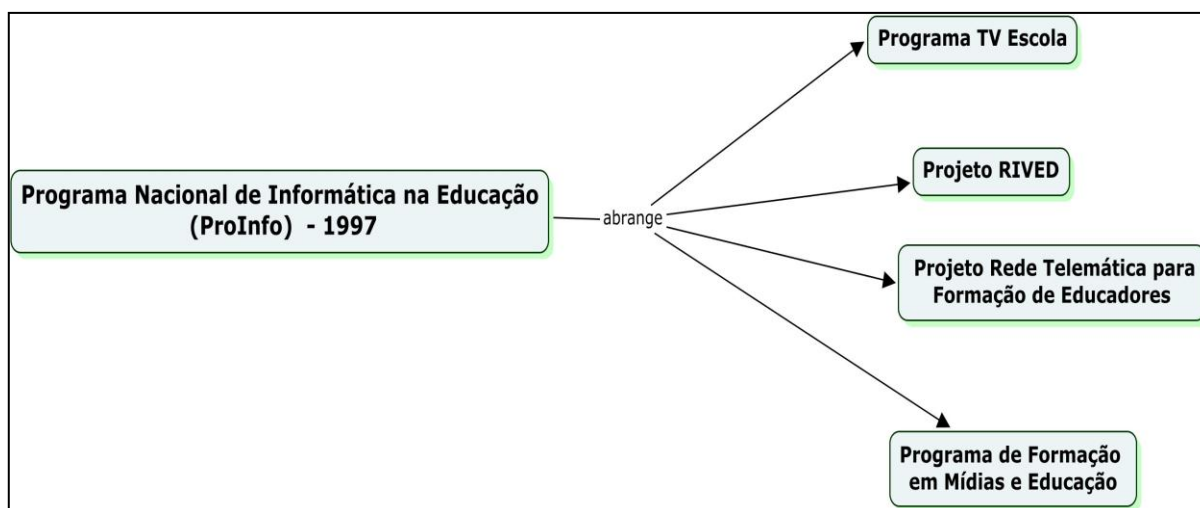 Programa TV Escola
Projeto RIVED
Programa Nacional de Informática na Educação
(ProInfo) - 1997
abrange
Projeto Rede Telemática para
Formação de Educadores
Programa de Formação
em Mídias e Educação